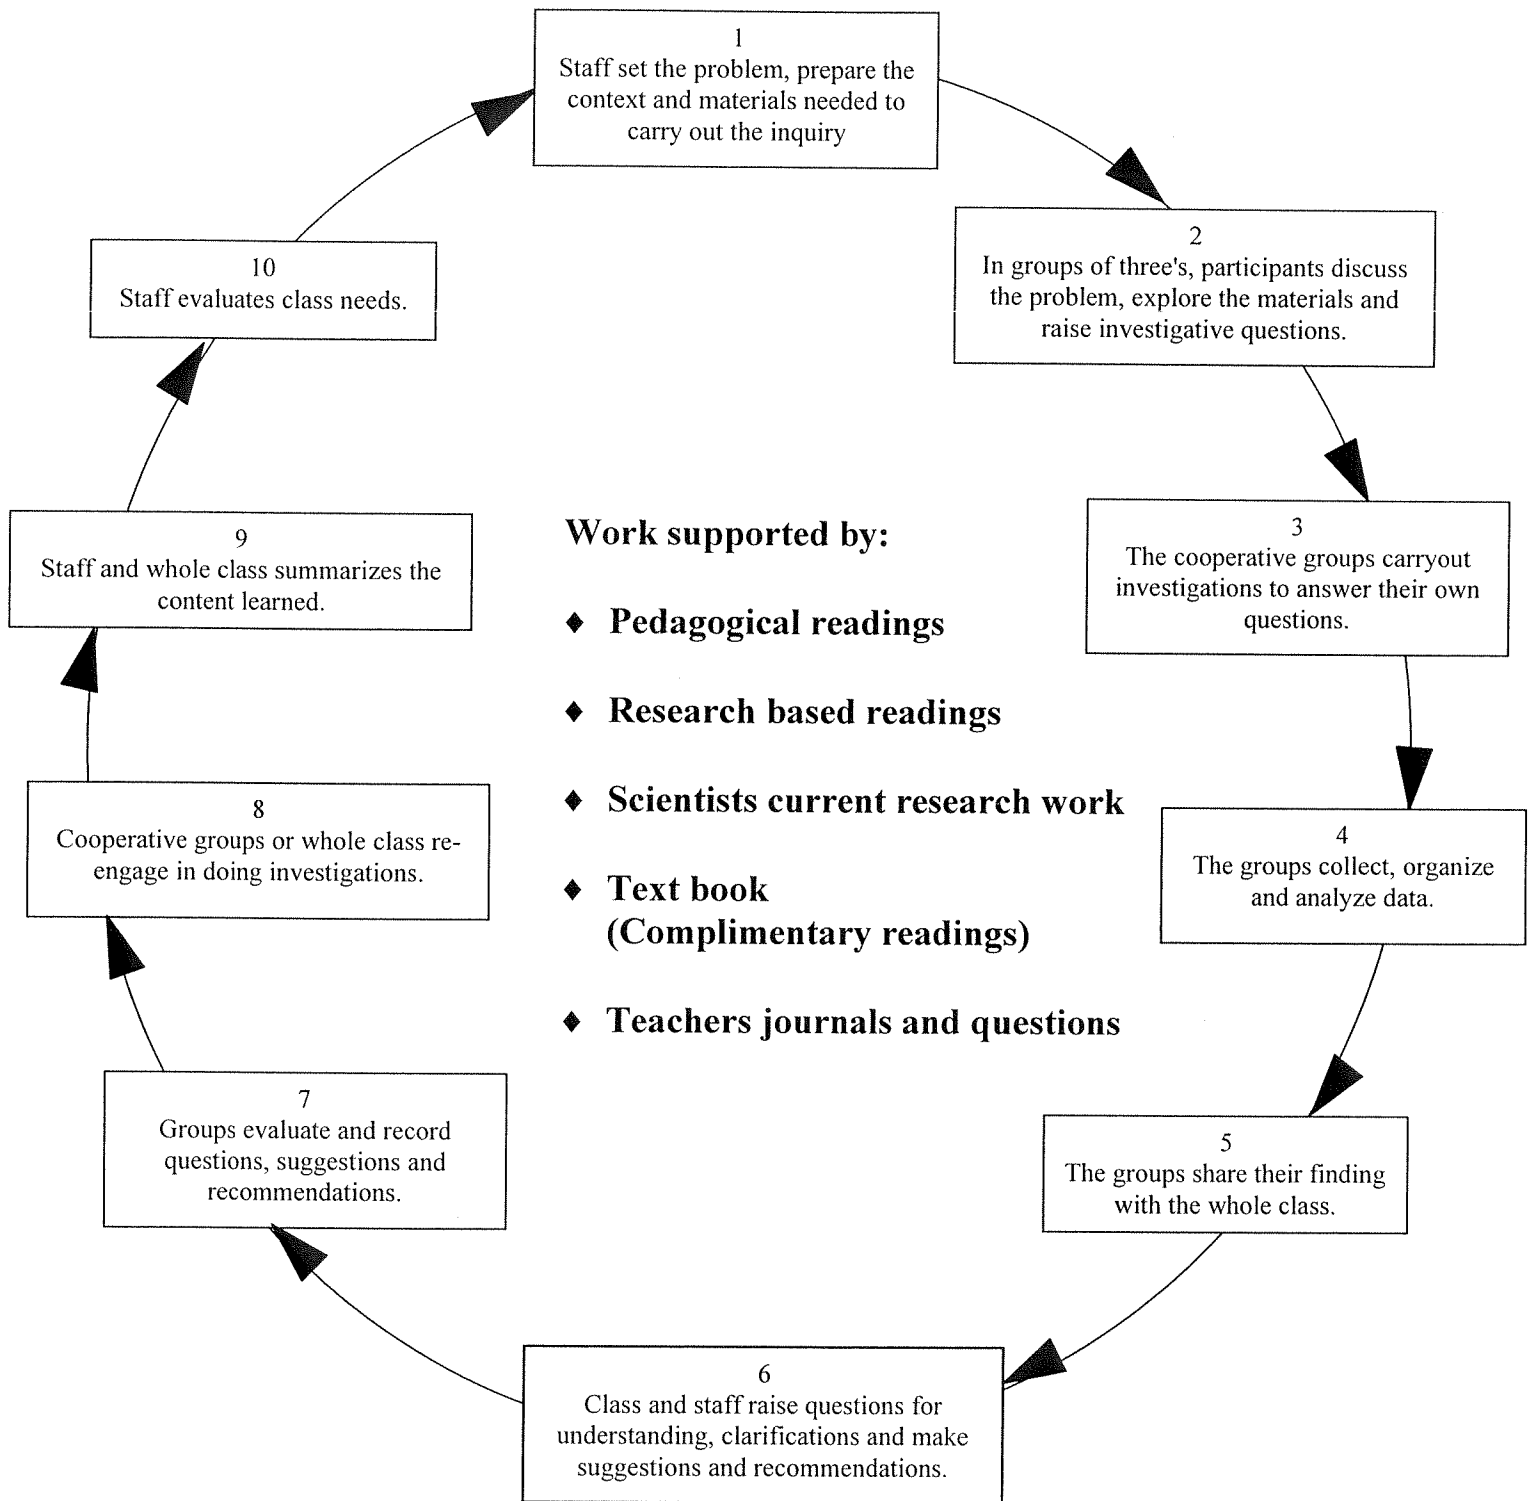 1
Staff set the problem, prepare the
context and materials needed to
carry out the inquiry
2
In groups of three's, participants discuss
the problem, explore the materials and
raise investigative questions.
3
The cooperative groups carryout
investigations to answer their own
questions.
4
The groups collect, organize
and analyze data.
5
The groups share their finding
with the whole class.
6
Class and staff raise questions for
understanding, clarifications and make
suggestions and recommendations.
7
Groups evaluate and record
questions, suggestions and
recommendations.
8
Cooperative groups or whole class re-
engage in doing investigations.
9
Staff and whole class summarizes the
content learned.
10
Staff evaluates class needs.
Work supported by:
♦ Pedagogical readings
♦ Research based readings
♦ Scientists current research work
♦ Text book
(Complimentary readings)
♦ Teachers journals and questions